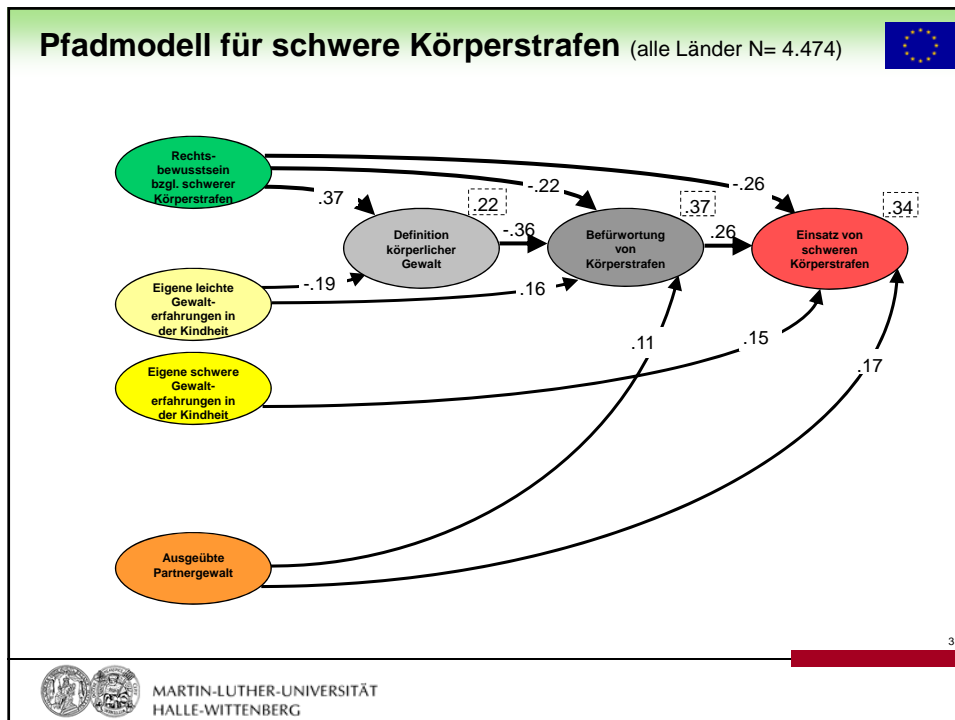 Pfadmodell für schwere Körperstrafen (alle Länder N= 4.474)
Rechts-
bewusstsein
bzgl. schwerer
Körperstrafen
.37
-.22
-.26
.22
.37
.34
Definition
körperlicher
Gewalt
-.36
Befürwortung
von
Körperstrafen
.26
Einsatz von
schweren
Körperstrafen
Eigene leichte
Gewalt-
erfahrungen in
der Kindheit
-.19
.16
Eigene schwere
Gewalt-
erfahrungen in
der Kindheit
.11
.15
.17
Ausgeübte
Partnergewalt
3
MARTIN-LUTHER-UNIVERSITÄT
HALLE-WITTENBERG